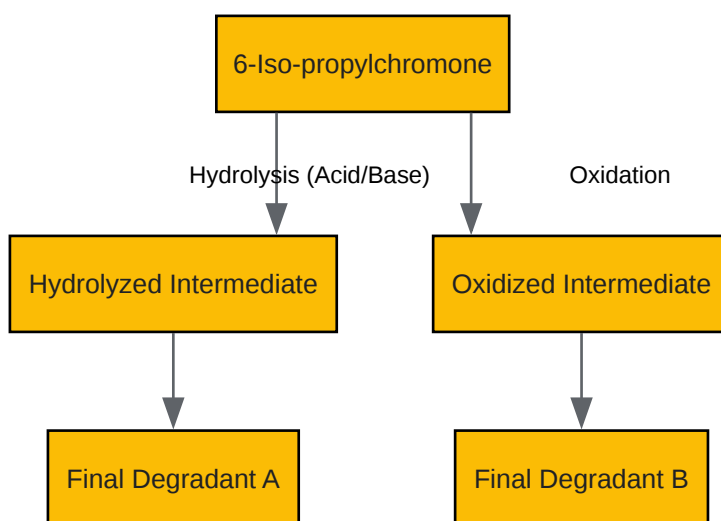 6-Iso-propylchromone
Hydrolysis (Acid/Base)
Oxidation
Hydrolyzed Intermediate
Oxidized Intermediate
Final Degradant A
Final Degradant B